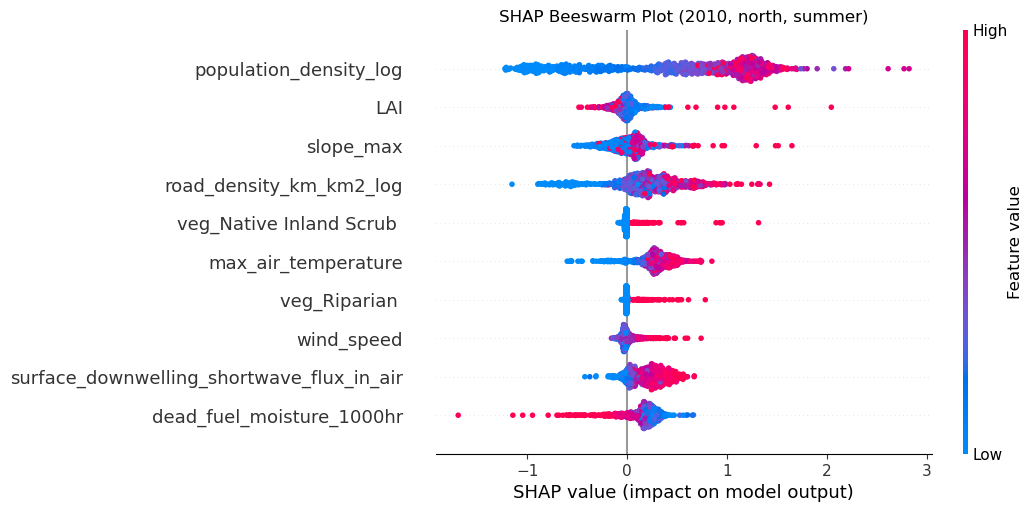 SHAP Beeswarm Plot (2010, north, summer)
High
population_density_log
LAI
slope_max
road_density_km_km2_log
veg_Native Inland Scrub
max_air_temperature
veg_Riparian
wind_speed
surface_downwelling_shortwave_flux_in_air
dead_fuel_moisture_1000hr
Feature value
Low
−1 0 1 2 3
SHAP value (impact on model output)